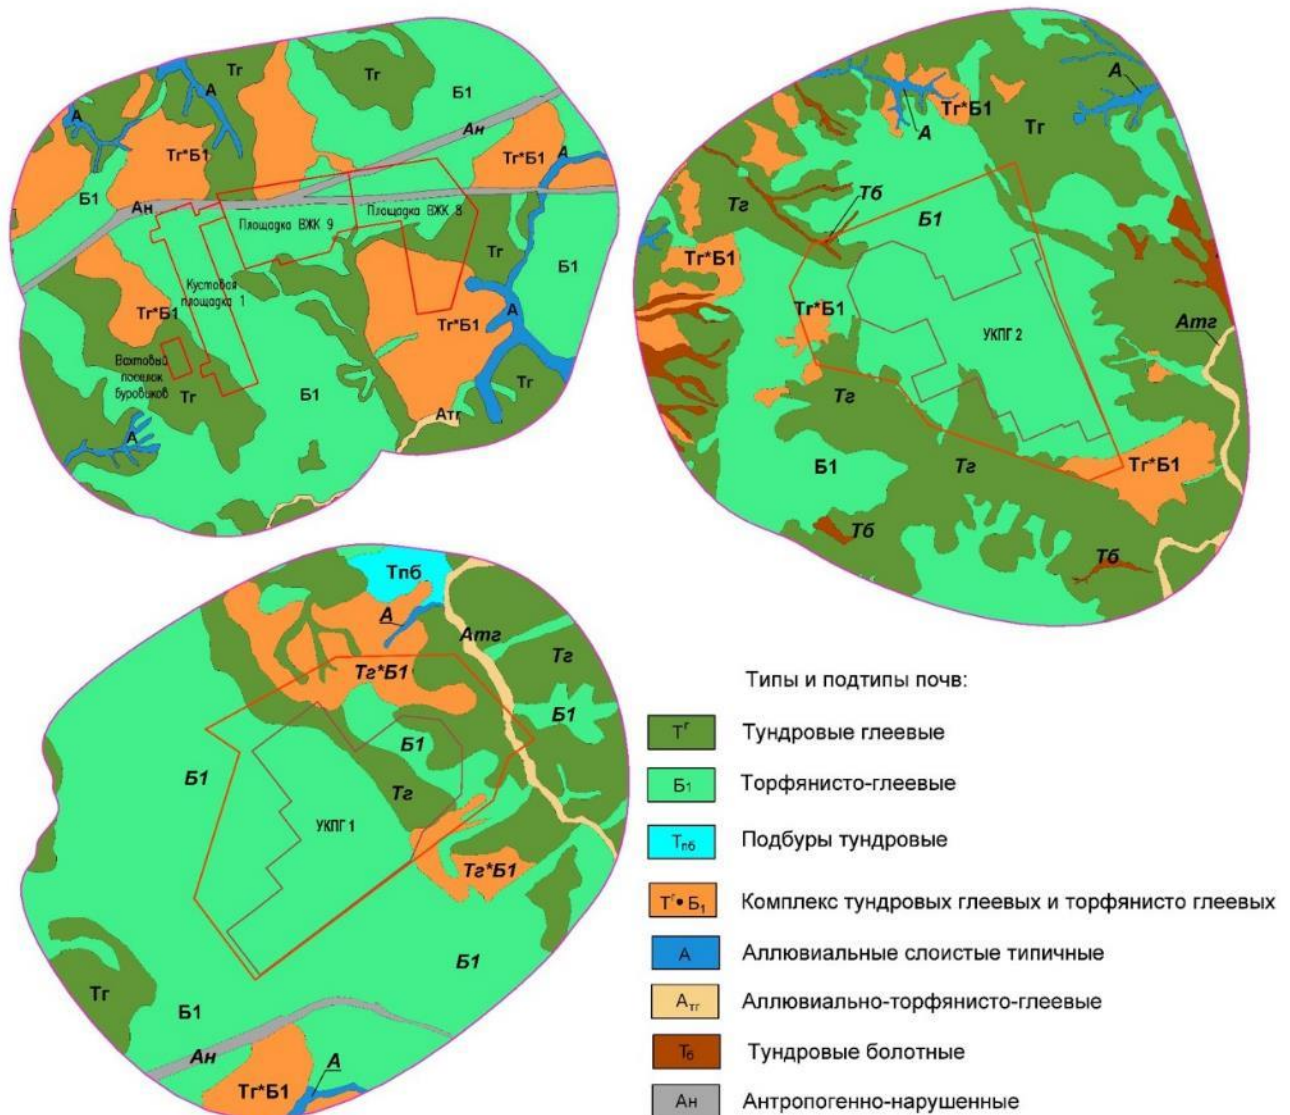 Тг
Тг
Б1
А
А
Ан
Тг*Б1
Тг*Б1
А
Б1
Ан
Площадка ВЖК 9
Площадка ВЖК 8
Тг
Б1
Кустовая
площадка 1
Тг*Б1
Тг*Б1
А
Вахтовый
поселок
буровиков
Тг
Б1
Тг
Атг
А
А
Тг*Б1
А
Тг
Тб
Тг
Б1
Тг*Б1
Тг*Б1
УКПГ 2
Атг
Тг
Б1
Тг
Тг*Б1
Тб
Тб
Тпб
А
Атг
Тг
Тг*Б1
Б1
Б1
Б1
Тг
УКПГ 1
Тг*Б1
Б1
Тг
Б1
Ан
А
Тг*Б1
Типы и подтипы почв:
Тг Тундровые глеевые
Б1 Торфянисто-глеевые
Тпб Подбуры тундровые
Тг•Б1 Комплекс тундровых глеевых и торфянисто глеевых
А Аллювиальные слоистые типичные
Атг Аллювиально-торфянисто-глеевые
Тб Тундровые болотные
Ан Антропогенно-нарушенные